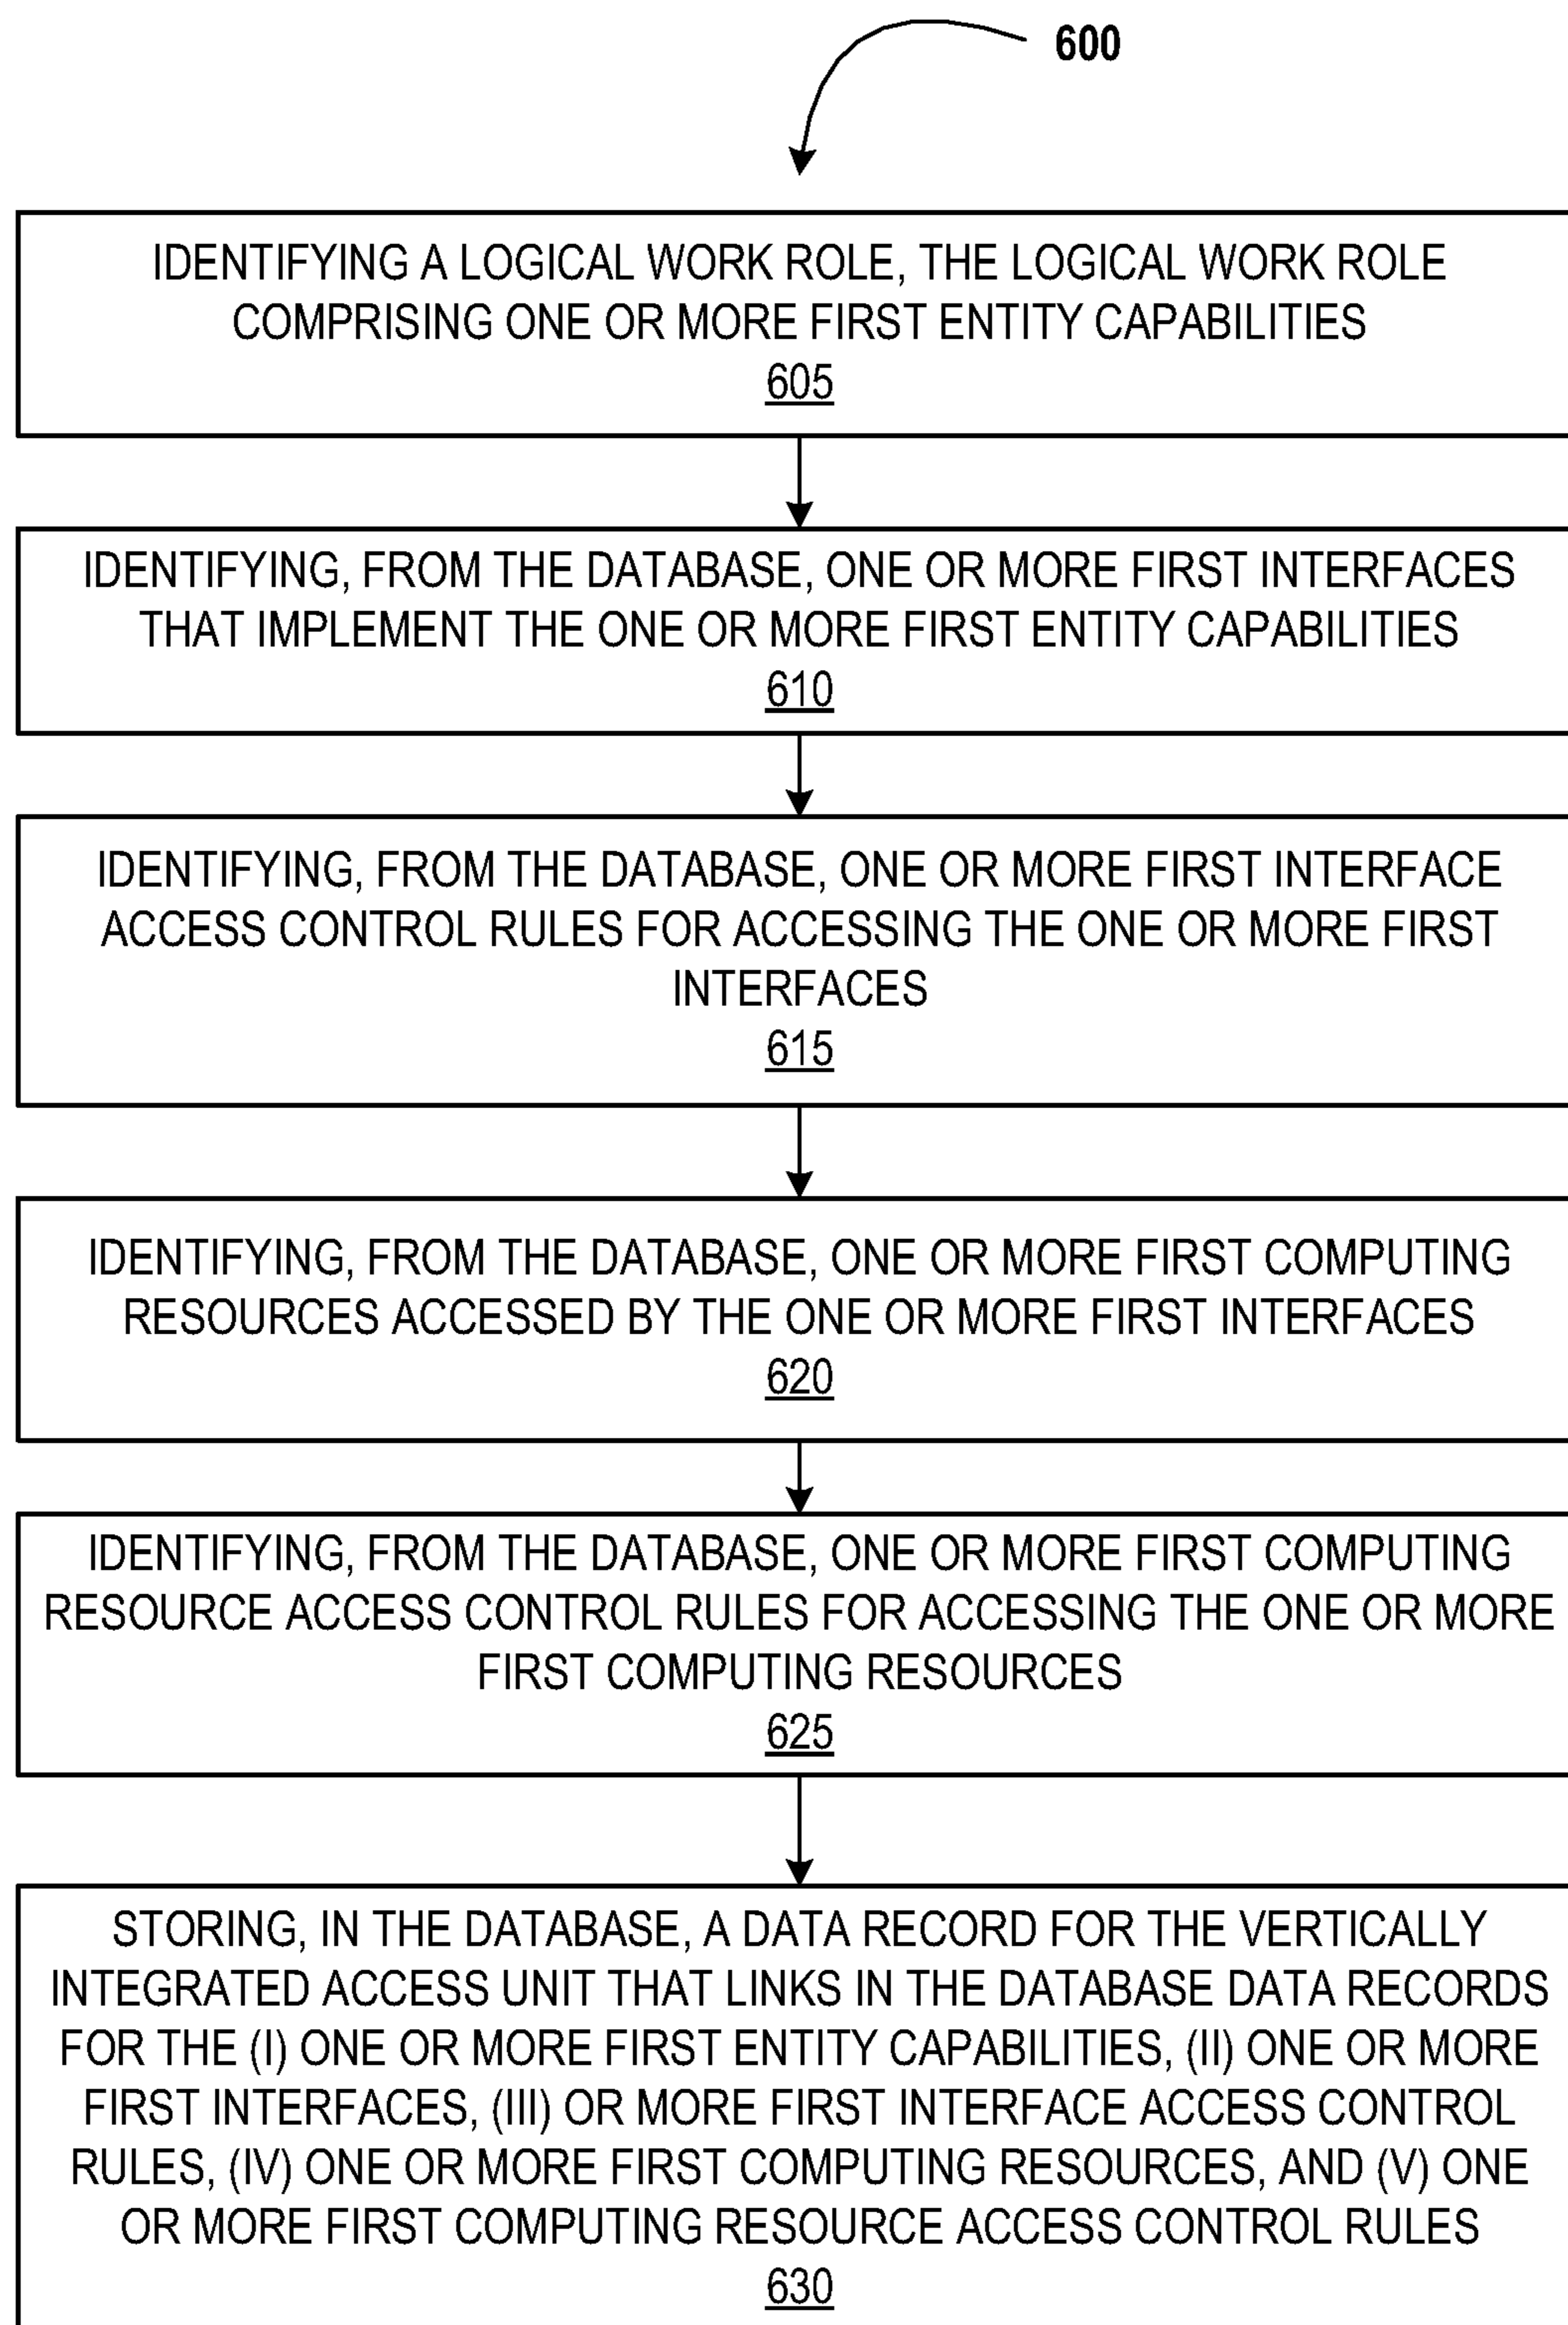 600
IDENTIFYING A LOGICAL WORK ROLE, THE LOGICAL WORK ROLE
COMPRISING ONE OR MORE FIRST ENTITY CAPABILITIES
605
IDENTIFYING, FROM THE DATABASE, ONE OR MORE FIRST INTERFACES
THAT IMPLEMENT THE ONE OR MORE FIRST ENTITY CAPABILITIES
610
IDENTIFYING, FROM THE DATABASE, ONE OR MORE FIRST INTERFACE
ACCESS CONTROL RULES FOR ACCESSING THE ONE OR MORE FIRST
INTERFACES
615
IDENTIFYING, FROM THE DATABASE, ONE OR MORE FIRST COMPUTING
RESOURCES ACCESSED BY THE ONE OR MORE FIRST INTERFACES
620
IDENTIFYING, FROM THE DATABASE, ONE OR MORE FIRST COMPUTING
RESOURCE ACCESS CONTROL RULES FOR ACCESSING THE ONE OR MORE
FIRST COMPUTING RESOURCES
625
STORING, IN THE DATABASE, A DATA RECORD FOR THE VERTICALLY
INTEGRATED ACCESS UNIT THAT LINKS IN THE DATABASE DATA RECORDS
FOR THE (I) ONE OR MORE FIRST ENTITY CAPABILITIES, (II) ONE OR MORE
FIRST INTERFACES, (III) OR MORE FIRST INTERFACE ACCESS CONTROL
RULES, (IV) ONE OR MORE FIRST COMPUTING RESOURCES, AND (V) ONE
OR MORE FIRST COMPUTING RESOURCE ACCESS CONTROL RULES
630